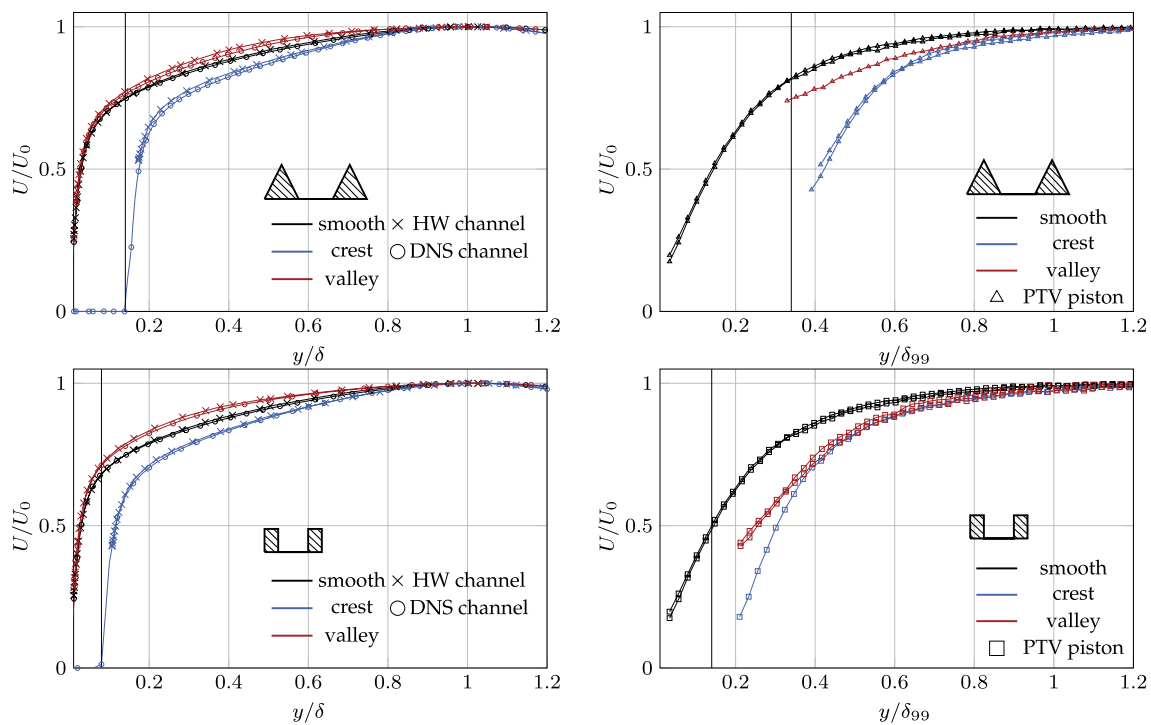 1
0.5
0
U/U₀
0.2 0.4 0.6 0.8 1 1.2
y/δ
smooth × HW channel
crest ○ DNS channel
valley
1
0.5
0
U/U₀
0.2 0.4 0.6 0.8 1 1.2
y/δ₉₉
smooth
crest
valley
PTV piston
1
0.5
0
U/U₀
0.2 0.4 0.6 0.8 1 1.2
y/δ
smooth × HW channel
crest ○ DNS channel
valley
1
0.5
0
U/U₀
0.2 0.4 0.6 0.8 1 1.2
y/δ₉₉
smooth
crest
valley
PTV piston